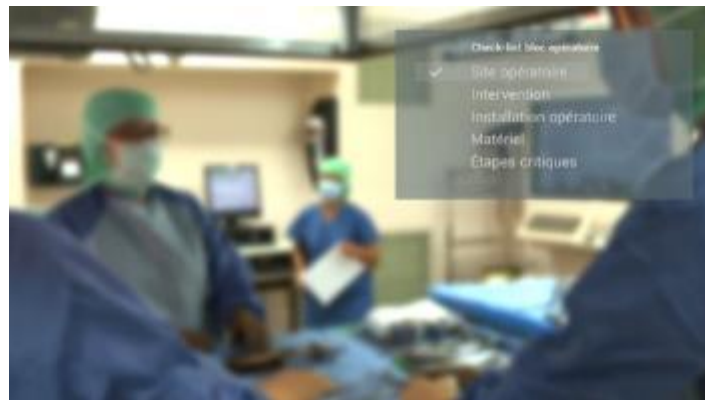 Check-list bloc opératoire
Site opératoire
Intervention
Installation opératoire
Matériel
Étapes critiques